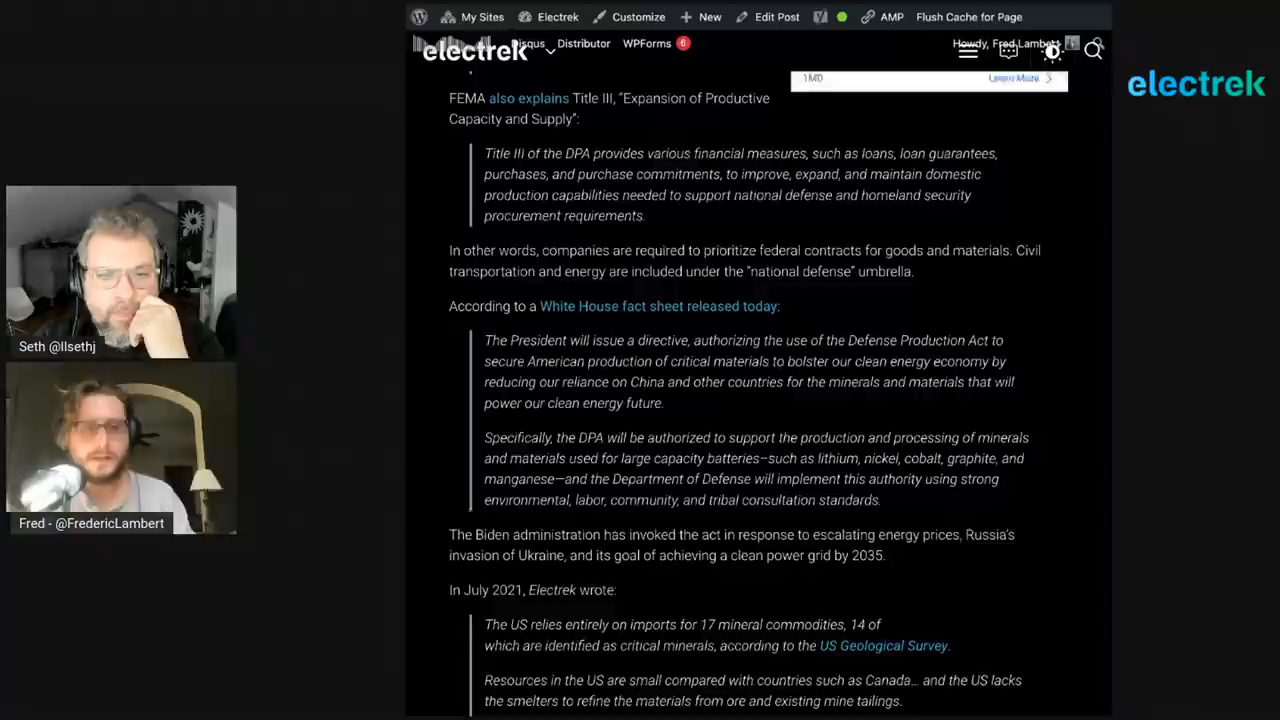 My Sites Electrek Customize New Edit Post AMP Flush Cache for Page
Disqus Distributor WPForms 6 Howdy, Fred Lambert
electrek
electrek
1MD Learn More
FEMA also explains Title III, “Expansion of Productive
Capacity and Supply”:
Title III of the DPA provides various financial measures, such as loans, loan guarantees,
purchases, and purchase commitments, to improve, expand, and maintain domestic
production capabilities needed to support national defense and homeland security
procurement requirements.
In other words, companies are required to prioritize federal contracts for goods and materials. Civil
transportation and energy are included under the “national defense” umbrella.
According to a White House fact sheet released today:
The President will issue a directive, authorizing the use of the Defense Production Act to
secure American production of critical materials to bolster our clean energy economy by
reducing our reliance on China and other countries for the minerals and materials that will
power our clean energy future.
Specifically, the DPA will be authorized to support the production and processing of minerals
and materials used for large capacity batteries–such as lithium, nickel, cobalt, graphite, and
manganese—and the Department of Defense will implement this authority using strong
environmental, labor, community, and tribal consultation standards.
The Biden administration has invoked the act in response to escalating energy prices, Russia’s
invasion of Ukraine, and its goal of achieving a clean power grid by 2035.
In July 2021, Electrek wrote:
The US relies entirely on imports for 17 mineral commodities, 14 of
which are identified as critical minerals, according to the US Geological Survey.
Resources in the US are small compared with countries such as Canada… and the US lacks
the smelters to refine the materials from ore and existing mine tailings.
Seth @llsethj
Fred - @FredericLambert